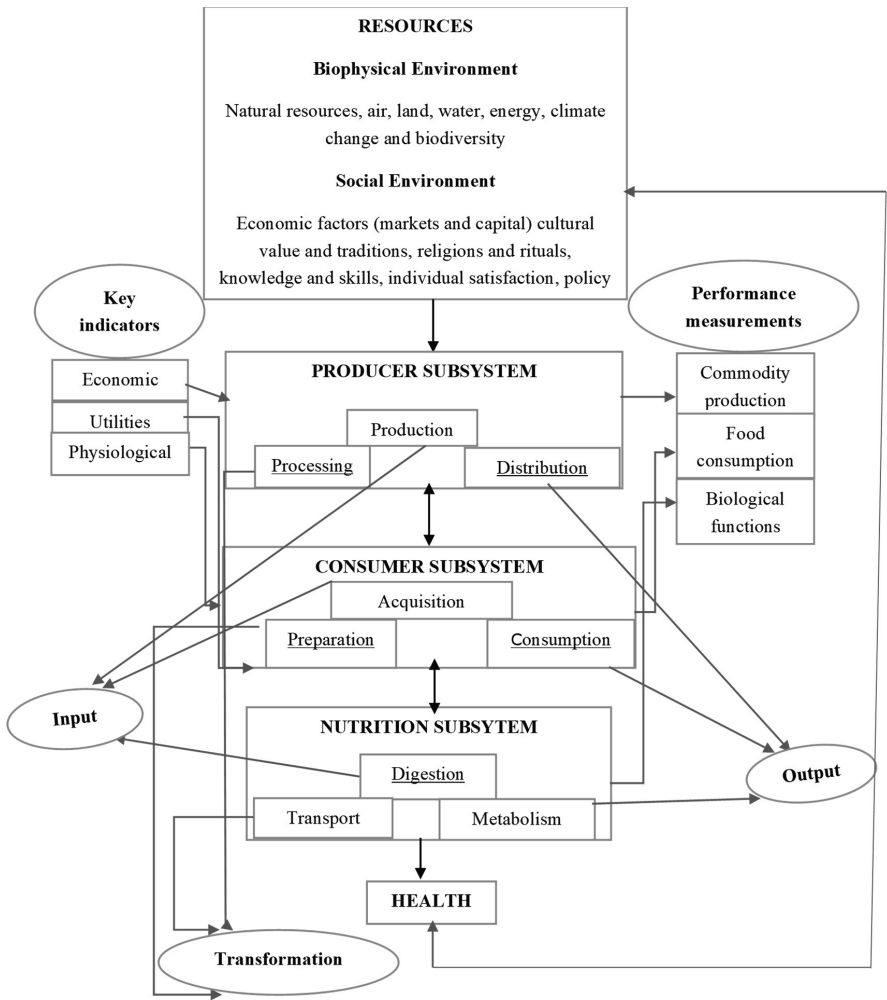 RESOURCES
Biophysical Environment
Natural resources, air, land, water, energy, climate
change and biodiversity
Social Environment
Economic factors (markets and capital) cultural
value and traditions, religions and rituals,
knowledge and skills, individual satisfaction, policy
Key
indicators
Performance
measurements
Economic
Utilities
Physiological
PRODUCER SUBSYSTEM
Production
Processing
Distribution
Commodity
production
Food
consumption
Biological
functions
CONSUMER SUBSYSTEM
Acquisition
Preparation
Consumption
Input
NUTRITION SUBSYTEM
Digestion
Transport
Metabolism
Output
HEALTH
Transformation